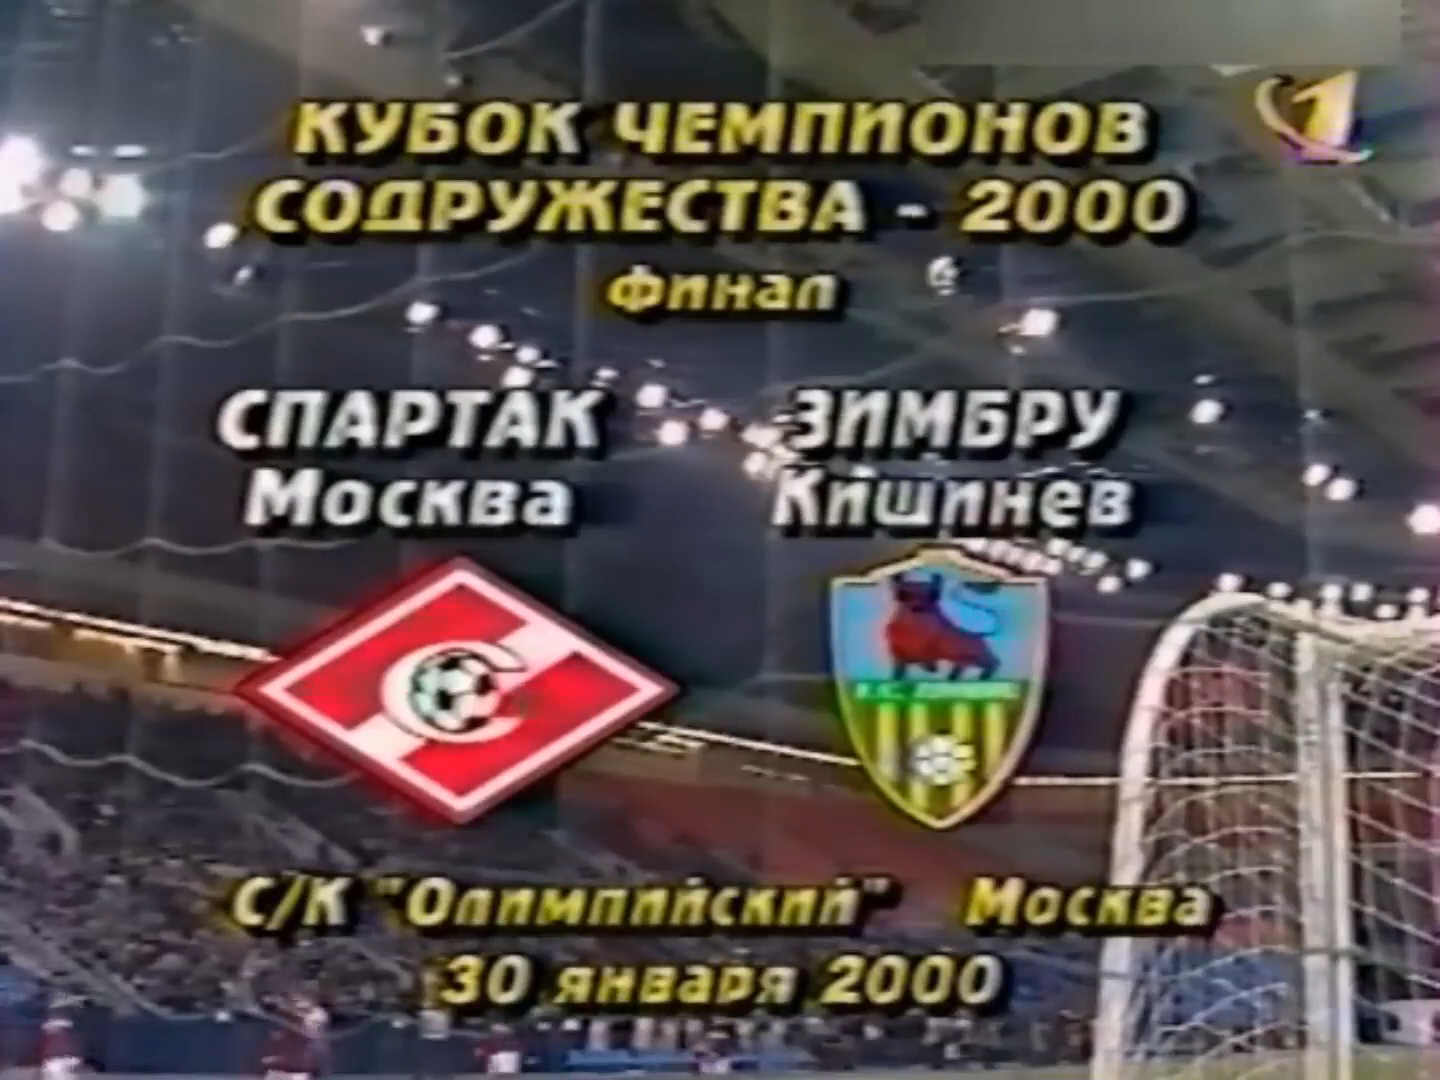 КУБОК ЧЕМПИОНОВ
СОДРУЖЕСТВА - 2000
финал
СПАРТАК ЗИМБРУ
Москва Кишинев
С/К "Олимпийский" Москва
30 января 2000